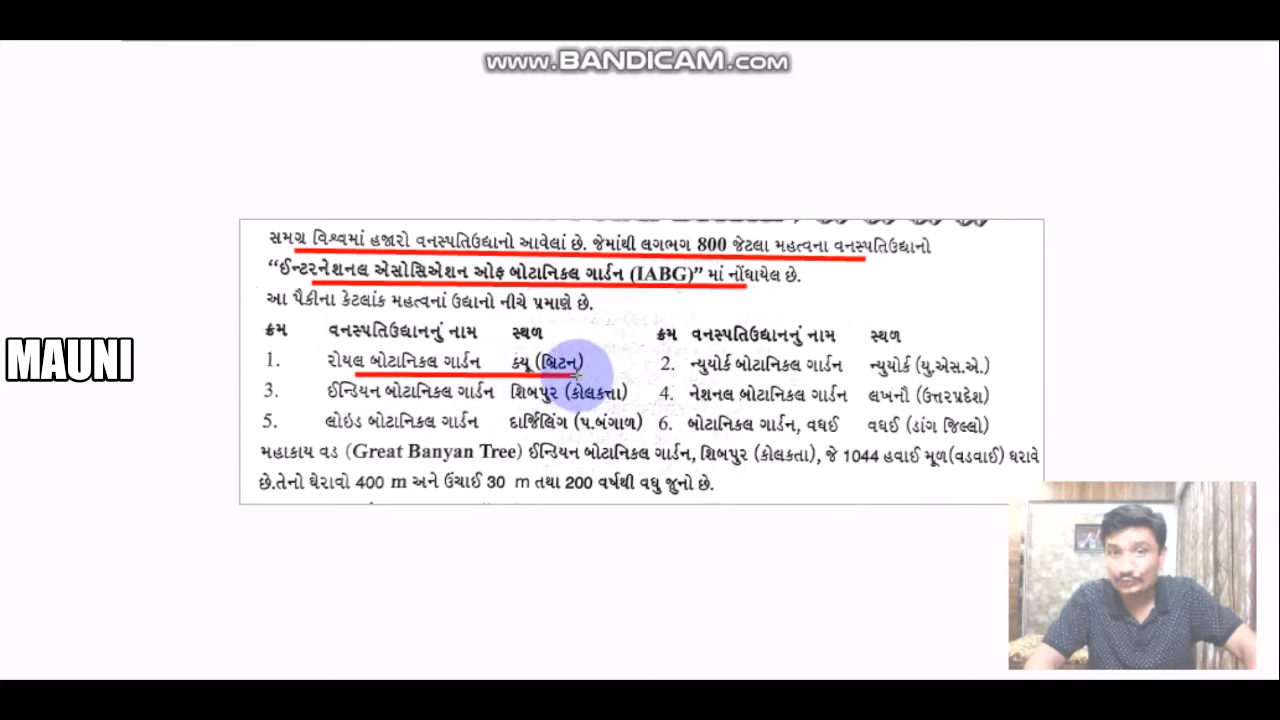 www.BANDICAM.com
સમગ્ર વિશ્વમાં હજારો વનસ્પતિઉદ્યાનો આવેલાં છે. જેમાંથી લગભગ 800 જેટલા મહત્વના વનસ્પતિઉદ્યાનો
“ઈન્ટરનેશનલ એસોસિએશન ઓફ બોટાનિકલ ગાર્ડન (IABG)” માં નોંધાયેલ છે.
આ પૈકીના કેટલાંક મહત્વનાં ઉદ્યાનો નીચે પ્રમાણે છે.
ક્રમ વનસ્પતિઉદ્યાનનું નામ સ્થળ ક્રમ વનસ્પતિઉદ્યાનનું નામ સ્થળ
1. રોયલ બોટાનિકલ ગાર્ડન ક્યૂ (બ્રિટન) 2. ન્યુયોર્ક બોટાનિકલ ગાર્ડન ન્યુયોર્ક (યુ.એસ.એ.)
3. ઈન્ડિયન બોટાનિકલ ગાર્ડન શિબપુર (કોલકત્તા) 4. નેશનલ બોટાનિકલ ગાર્ડન લખનૌ (ઉત્તરપ્રદેશ)
5. લોઇડ બોટાનિકલ ગાર્ડન દાર્જિલિંગ (પ.બંગાળ) 6. બોટાનિકલ ગાર્ડન, વઘઈ વઘઈ (ડાંગ જિલ્લો)
મહાકાય વડ (Great Banyan Tree) ઈન્ડિયન બોટાનિકલ ગાર્ડન, શિબપુર (કોલકતા), જે 1044 હવાઈ મૂળ(વડવાઈ) ધરાવે
છે.તેનો ઘેરાવો 400 m અને ઉંચાઈ 30 m તથા 200 વર્ષથી વધુ જુનો છે.
MAUNI